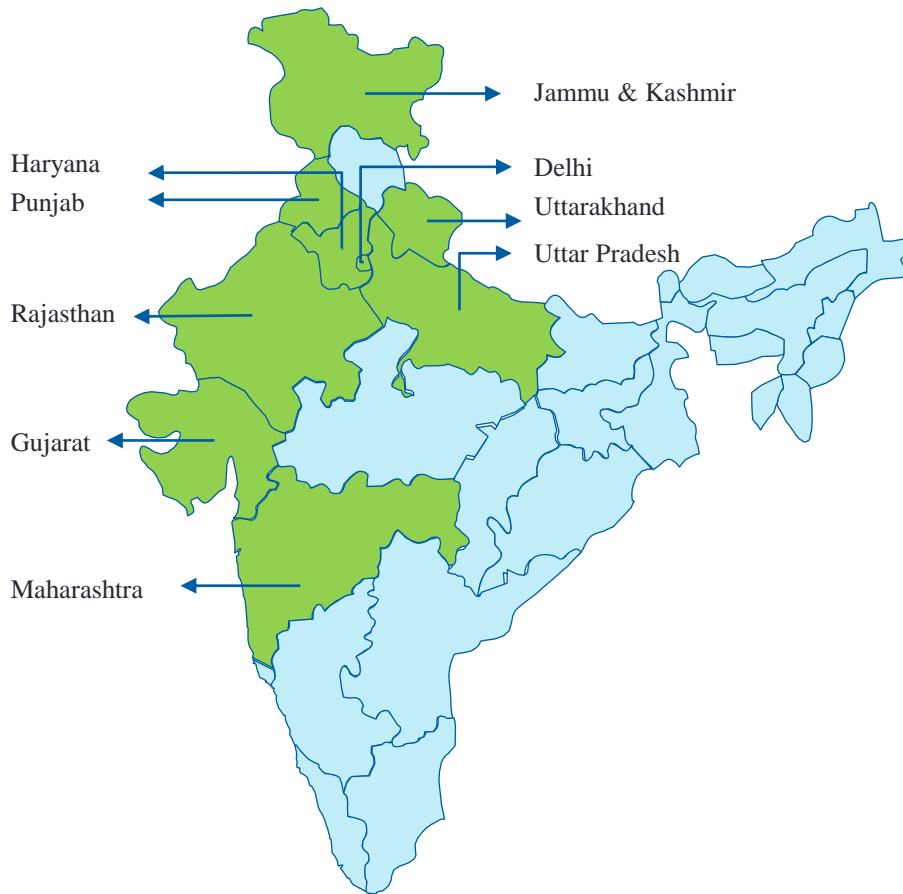 Jammu & Kashmir
Haryana
Delhi
Punjab
Uttarakhand
Uttar Pradesh
Rajasthan
Gujarat
Maharashtra